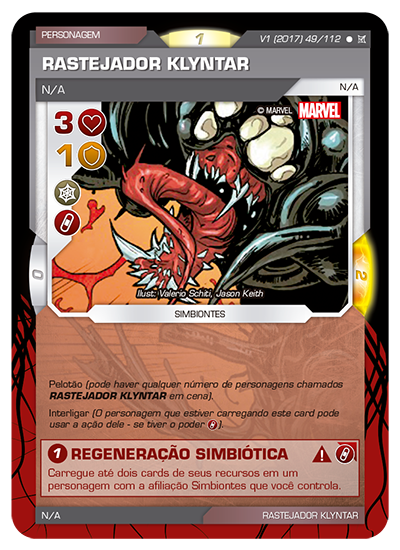 PERSONAGEM
1
V1 (2017) 49/112
RASTEJADOR KLYNTAR
N/A
N/A
3
© MARVEL
MARVEL
1
0
2
Ilust: Valerio Schiti, Jason Keith
SIMBIONTES
Pelotão (pode haver qualquer número de personagens chamados
RASTEJADOR KLYNTAR em cena).
Interligar (O personagem que estiver carregando este card pode
usar a ação dele - se tiver o poder ).
1 REGENERAÇÃO SIMBIÓTICA
Carregue até dois cards de seus recursos em um
personagem com a afiliação Simbiontes que você controla.
N/A
RASTEJADOR KLYNTAR